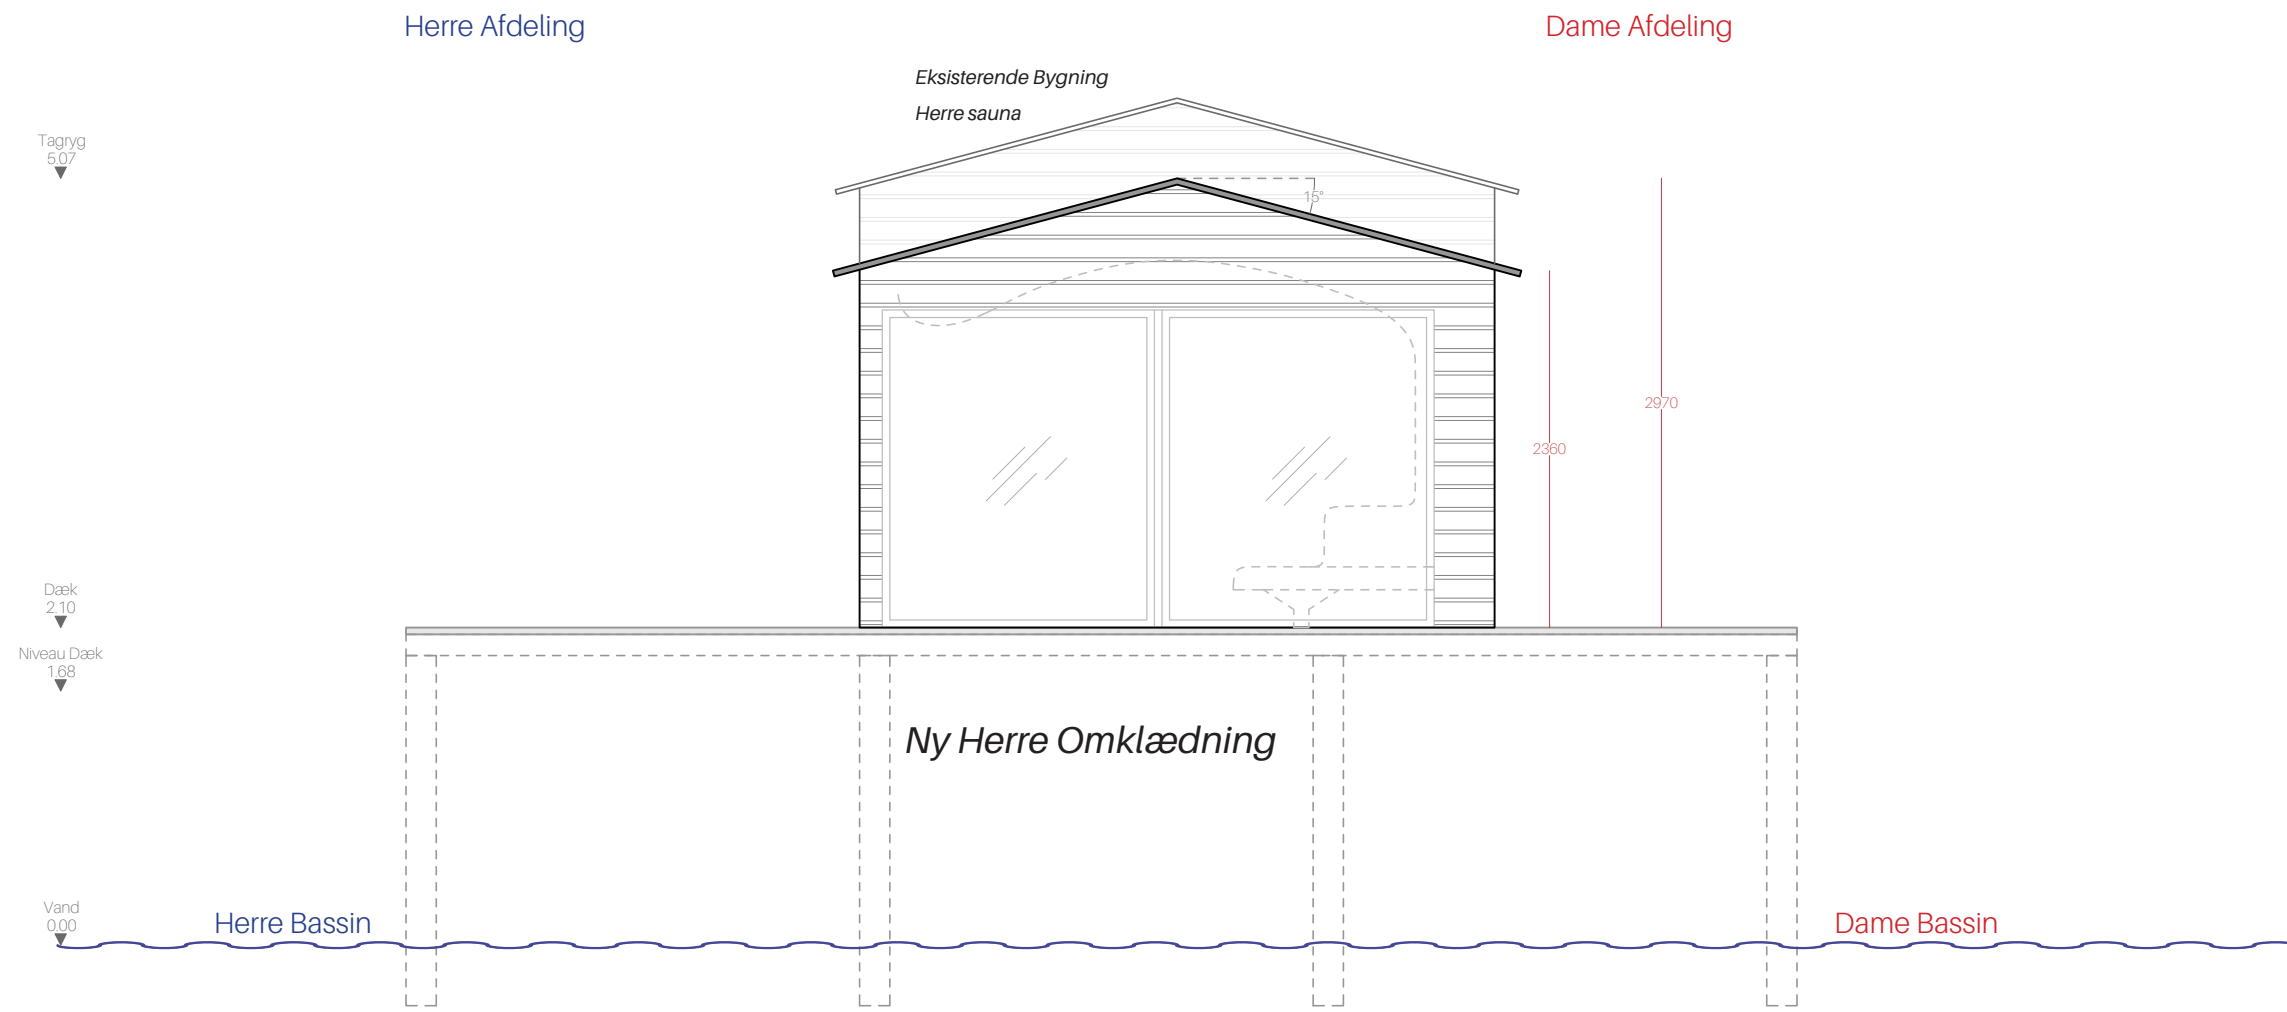 Herre Afdeling
Dame Afdeling
Eksisterende Bygning
Herre sauna
Tagryg
5.07
15°
2970
2360
Dæk
2.10
Niveau Dæk
1.68
Ny Herre Omklædning
Vand
0.00
Herre Bassin
Dame Bassin